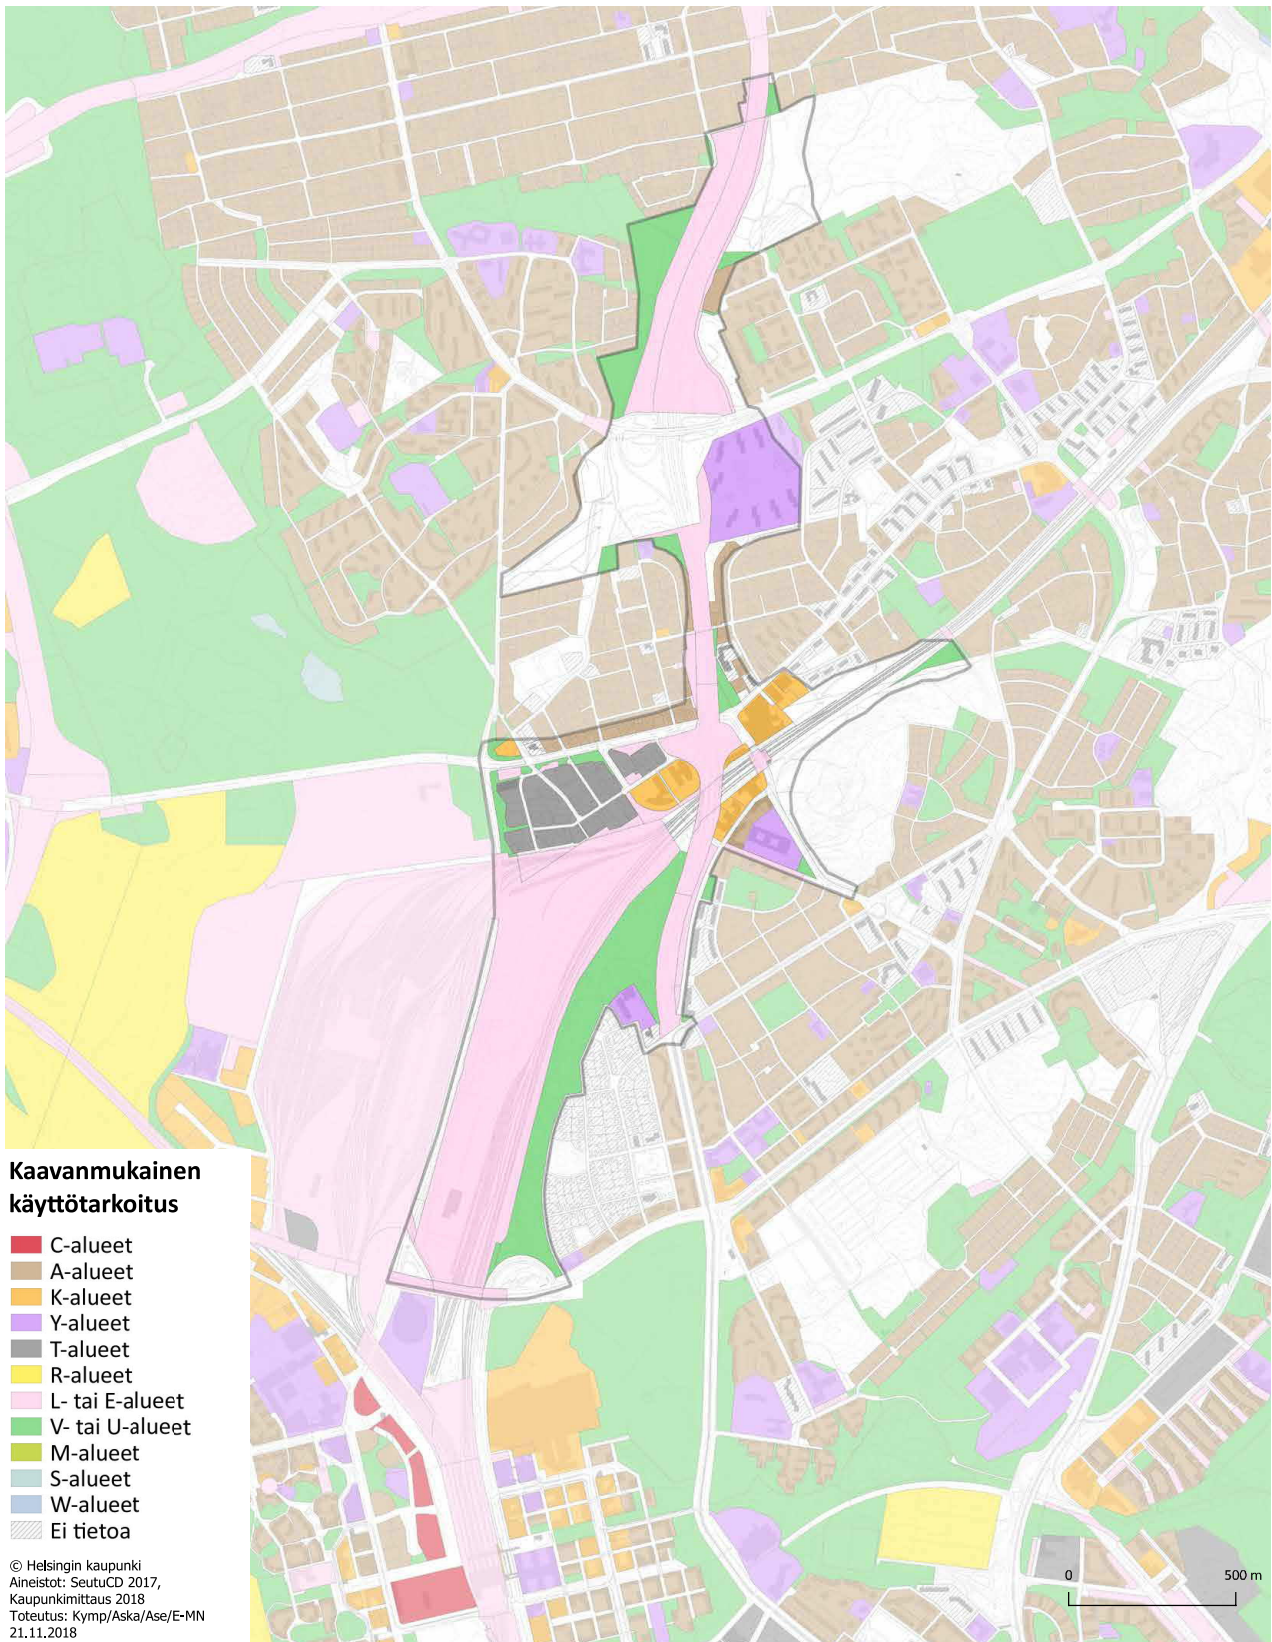 Kaavanmukainen
käyttötarkoitus
C-alueet
A-alueet
K-alueet
Y-alueet
T-alueet
R-alueet
L- tai E-alueet
V- tai U-alueet
M-alueet
S-alueet
W-alueet
Ei tietoa
© Helsingin kaupunki
Aineistot: SeutuCD 2017,
Kaupunkimittaus 2018
Toteutus: Kymp/Aska/Ase/E-MN
21.11.2018
0 500 m